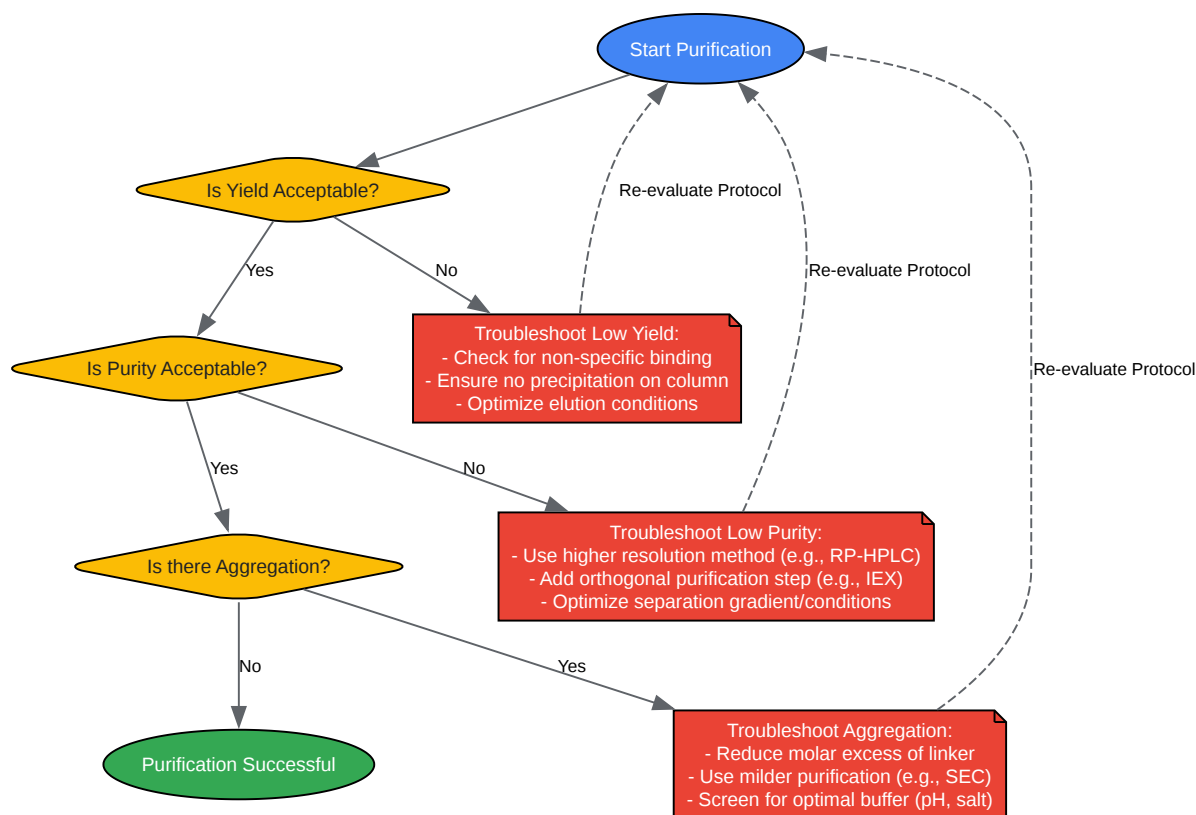 Start Purification
Is Yield Acceptable?
Re-evaluate Protocol
Yes
No
Re-evaluate Protocol
Troubleshoot Low Yield:
- Check for non-specific binding
- Ensure no precipitation on column
- Optimize elution conditions
Is Purity Acceptable?
Re-evaluate Protocol
Yes
No
Troubleshoot Low Purity:
- Use higher resolution method (e.g., RP-HPLC)
- Add orthogonal purification step (e.g., IEX)
- Optimize separation gradient/conditions
Is there Aggregation?
No
Yes
Troubleshoot Aggregation:
- Reduce molar excess of linker
- Use milder purification (e.g., SEC)
- Screen for optimal buffer (pH, salt)
Purification Successful